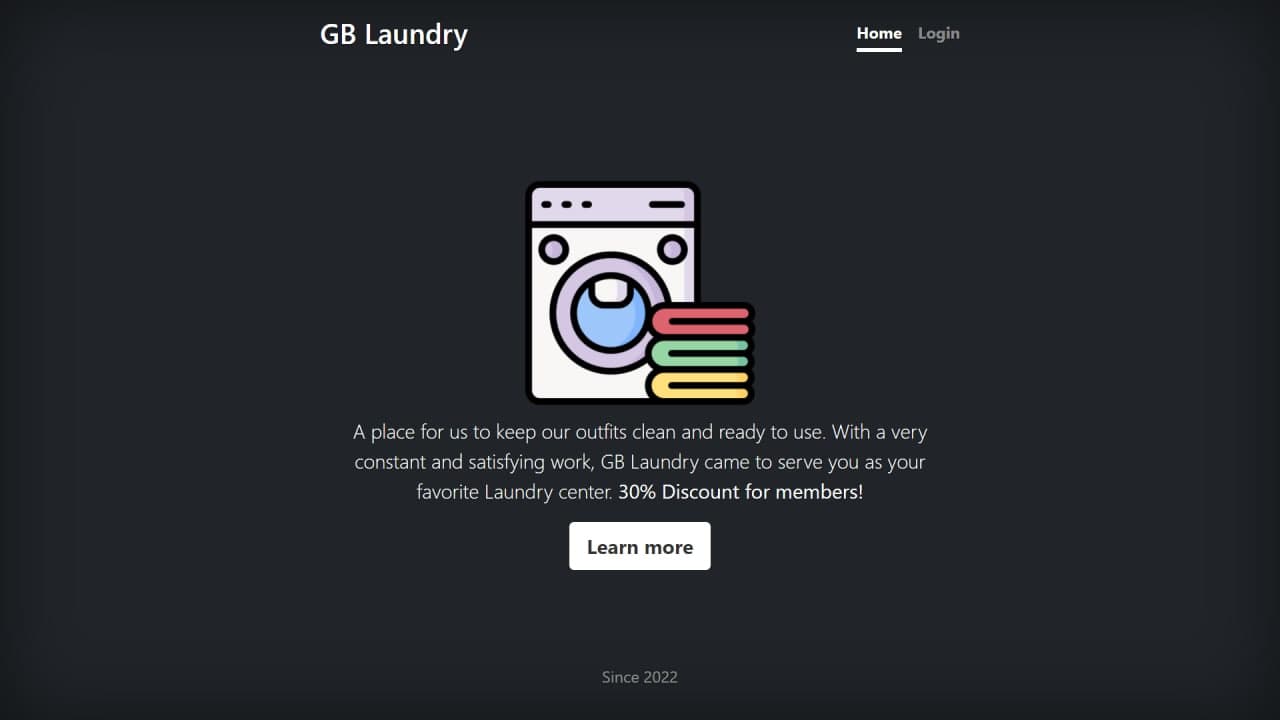 GB Laundry
Home Login
A place for us to keep our outfits clean and ready to use. With a very
constant and satisfying work, GB Laundry came to serve you as your
favorite Laundry center. 30% Discount for members!
Learn more
Since 2022